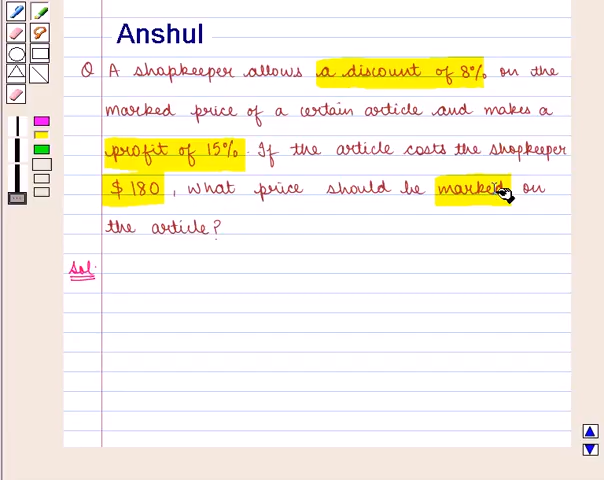 Anshul
Q A shopkeeper allows a discount of 8% on the
marked price of a certain article and makes a
profit of 15%. If the article costs the shopkeeper
$ 180, What price should be marked on
the article?
Sol.